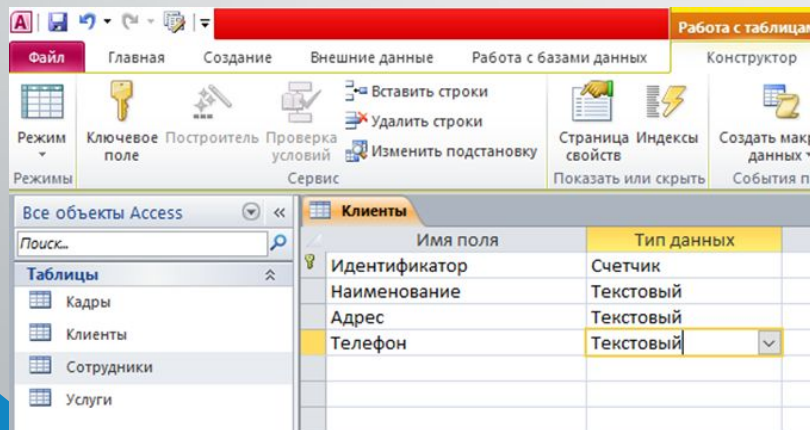 Работа с таблицам
Файл Главная Создание Внешние данные Работа с базами данных Конструктор
Режим
Ключевое поле
Построитель
Проверка условий
Вставить строки
Удалить строки
Изменить подстановку
Страница свойств
Индексы
Создать макр
данных
Режимы Сервис Показать или скрыть События п
Все объекты Access
Поиск...
Таблицы
Кадры
Клиенты
Сотрудники
Услуги
Клиенты
Имя поля Тип данных
Идентификатор Счетчик
Наименование Текстовый
Адрес Текстовый
Телефон Текстовый